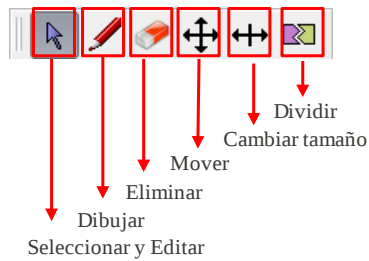 Dividir
Cambiar tamaño
Mover
Eliminar
Dibujar
Seleccionar y Editar